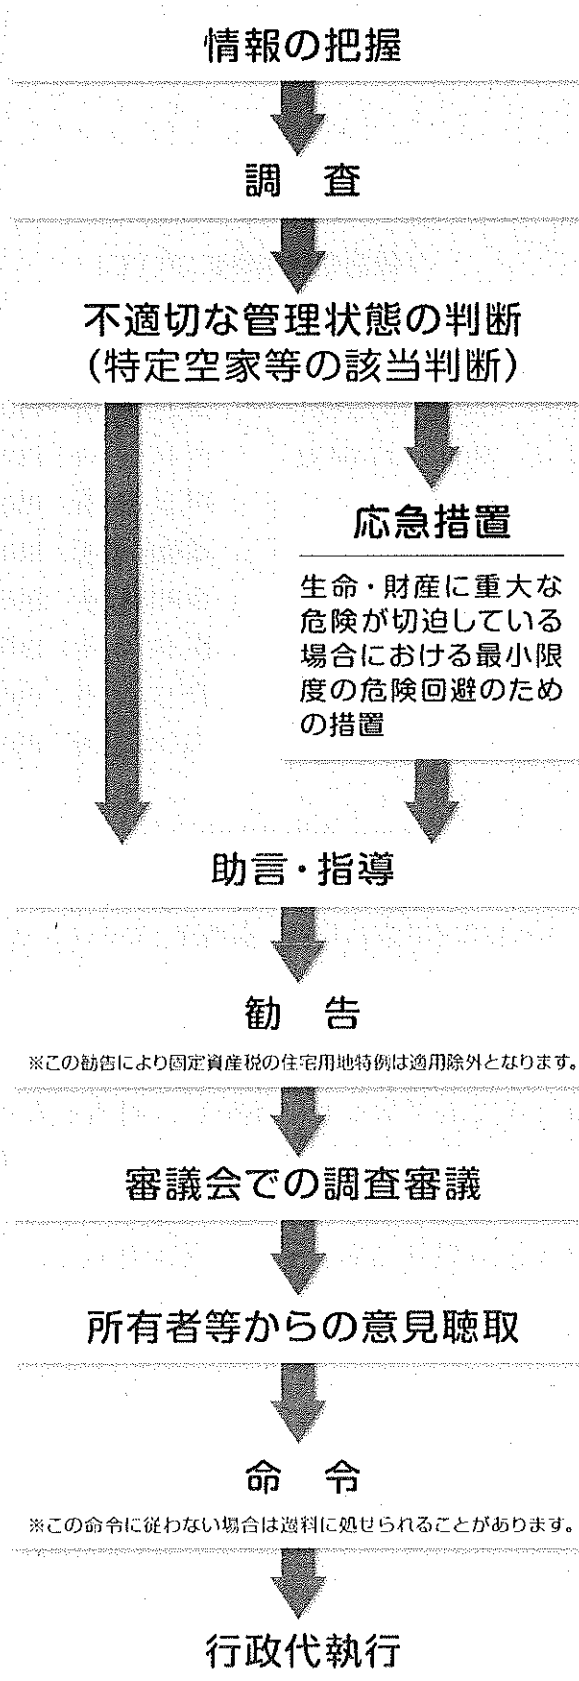 情報の把握
調　査
不適切な管理状態の判断
（特定空家等の該当判断）
応急措置
生命・財産に重大な
危険が切迫している
場合における最小限
度の危険回避のため
の措置
助言・指導
勧　告
※この勧告により固定資産税の住宅用地特例は適用除外となります。
審議会での調査審議
所有者等からの意見聴取
命　令
※この命令に従わない場合は過料に処せられることがあります。
行政代執行